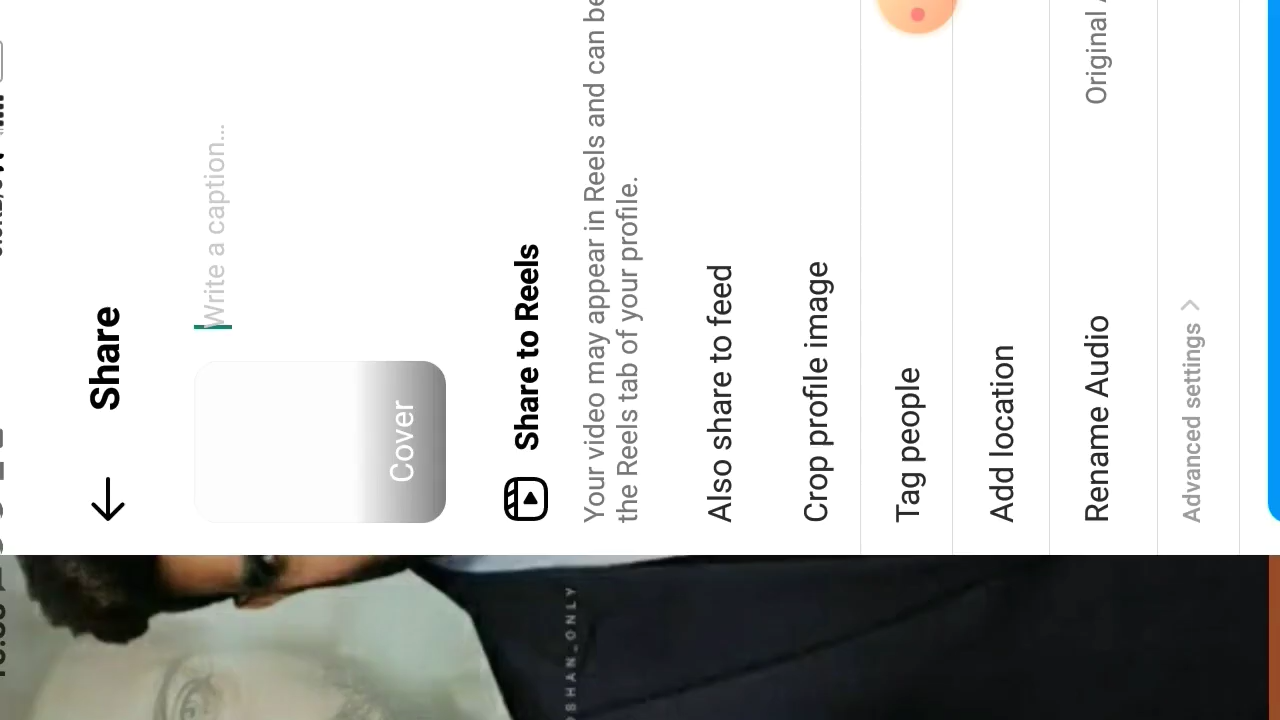 Share
Write a caption...
Cover
Share to Reels
Your video may appear in Reels and can be
the Reels tab of your profile.
Also share to feed
Crop profile image
Tag people
Add location
Rename Audio
Original
Advanced settings